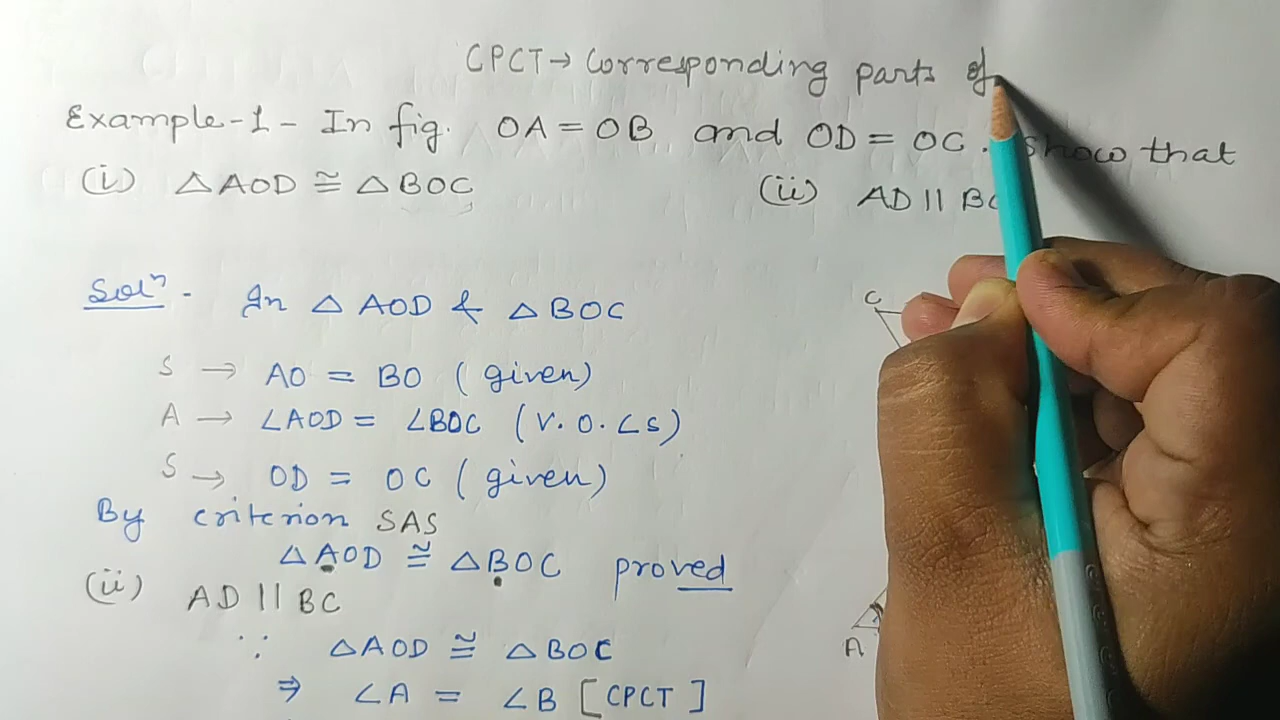 CPCT → Corresponding parts of
Example-1 - In fig. OA = OB and OD = OC. Show that
(i) △AOD ≅ △BOC (ii) AD || BC
Solⁿ - In △ AOD & △ BOC
S → AO = BO (given)
A → ∠AOD = ∠BOC (V.O.∠s)
S → OD = OC (given)
By criterion SAS
△AOD ≅ △BOC proved
(ii) AD || BC
∵ △AOD ≅ △BOC
⇒ ∠A = ∠B [CPCT]
C
A